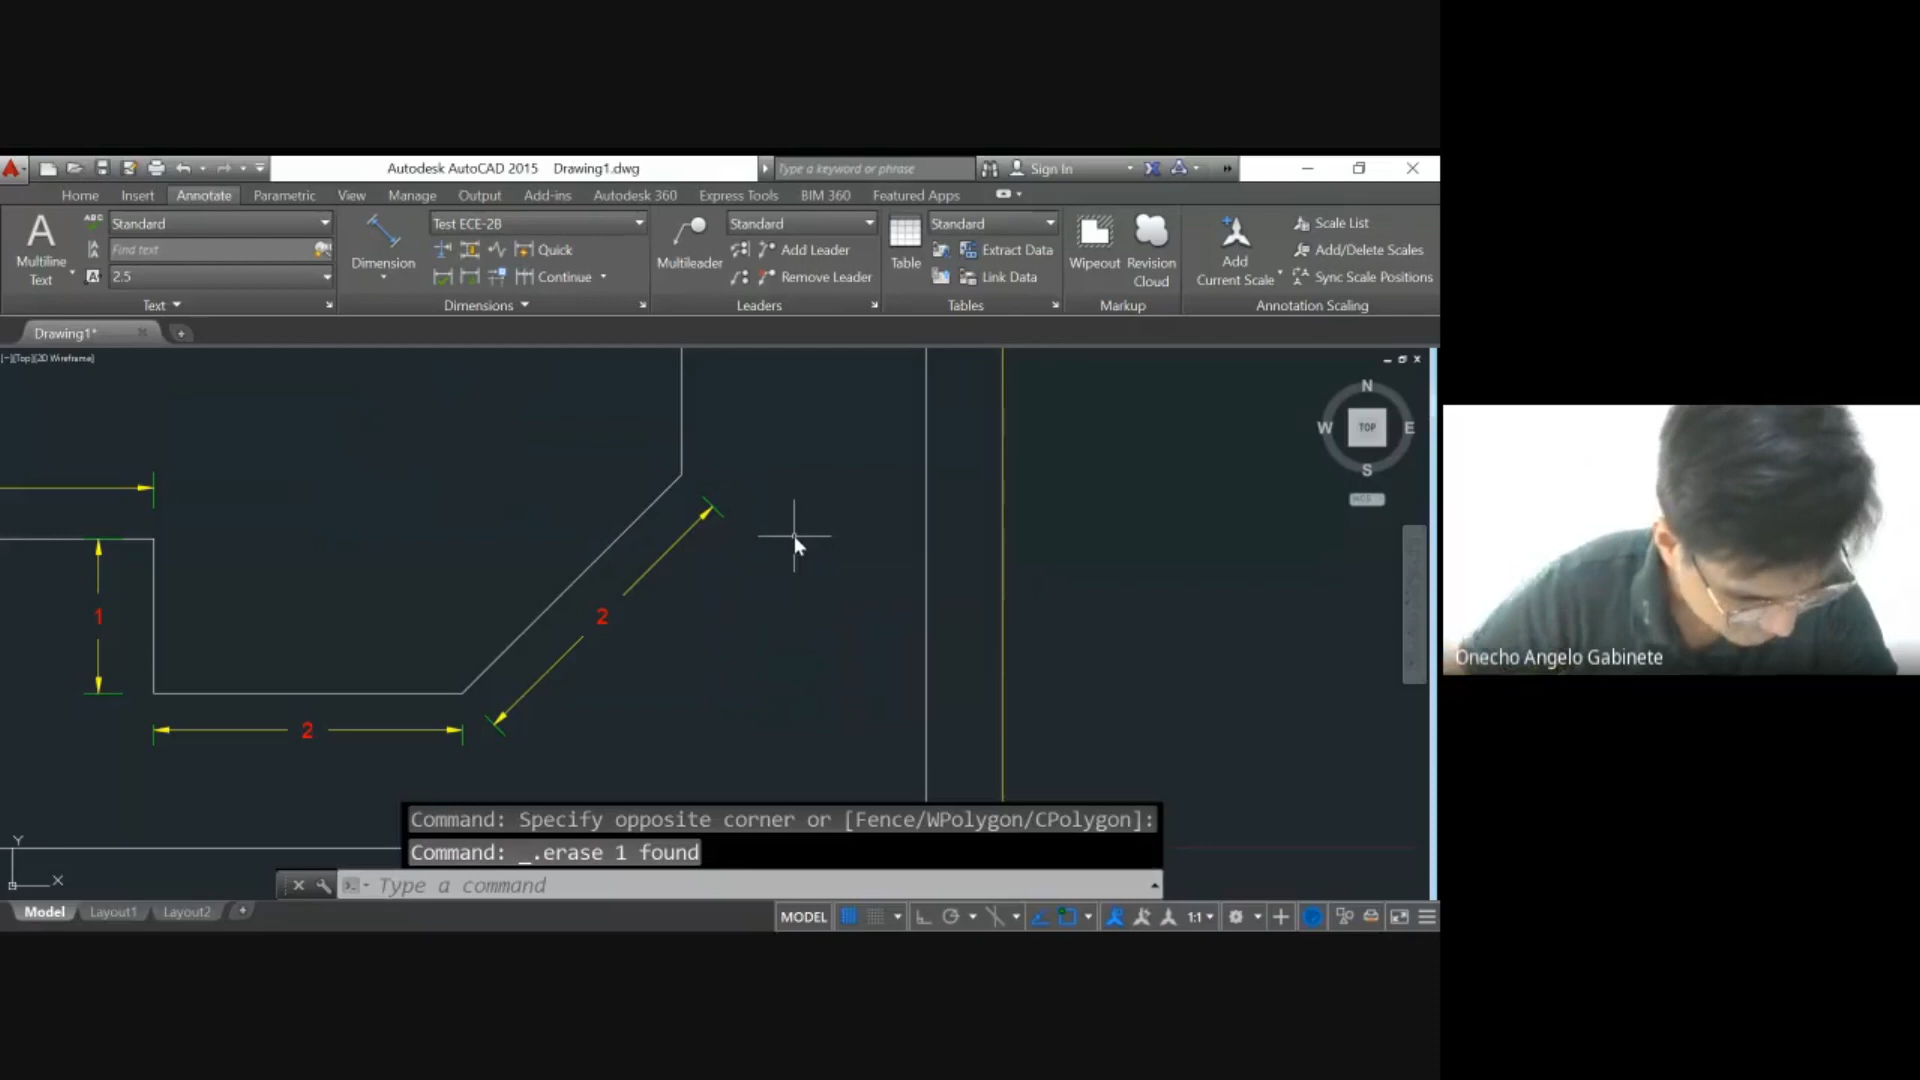 Autodesk AutoCAD 2015 Drawing1.dwg
Type a keyword or phrase
Sign In
Home Insert Annotate Parametric View Manage Output Add-ins Autodesk 360 Express Tools BIM 360 Featured Apps
Multiline Text
ABC Standard
Find text
2.5
Text
Dimension
Test ECE-2B
Quick
Continue
Dimensions
Multileader
Standard
Add Leader
Remove Leader
Leaders
Table
Standard
Extract Data
Link Data
Tables
Wipeout
Revision Cloud
Markup
Add Current Scale
Scale List
Add/Delete Scales
Sync Scale Positions
Annotation Scaling
Drawing1*
[−][Top][2D Wireframe]
N
W TOP E
S
1
2
2
Onecho Angelo Gabinete
Command: Specify opposite corner or [Fence/WPolygon/CPolygon]:
Command: _.erase 1 found
Type a command
Y
X
Model Layout1 Layout2
MODEL
1:1